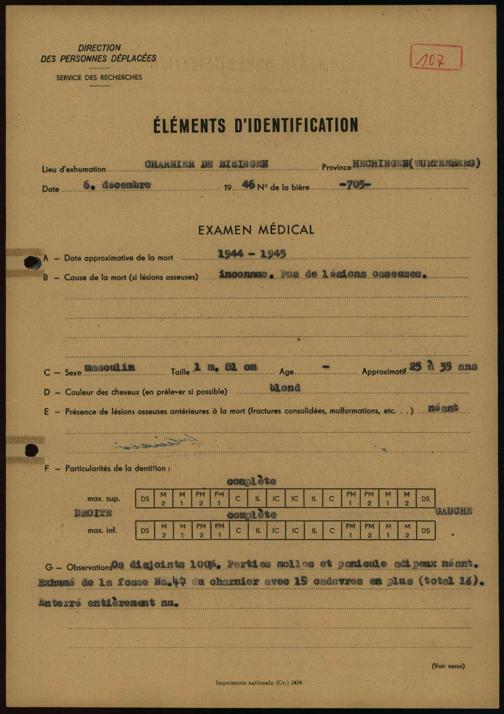 DIRECTION
DES PERSONNES DÉPLACÉES
SERVICE DES RECHERCHES
107
ÉLÉMENTS D'IDENTIFICATION
Lieu d'exhumation CHARNIER DE BISINGEN Province HECHINGEN(WURTEMBERG)
Date 6. décembre 19 46 N° de la bière -705-
EXAMEN MÉDICAL
A — Date approximative de la mort 1944 - 1945
B — Cause de la mort (si lésions osseuses) inconnue. Pas de lésions osseuses.
C — Sexe masculin Taille 1 m. 81 cm Age - Approximatif 25 à 35 ans
D — Couleur des cheveux (en prélever si possible) blond
E — Présence de lésions osseuses antérieures à la mort (fractures consolidées, malformations, etc. . .) néant
F — Particularités de la dentition :
complète
max. sup. DS M 2 M 1 PM 2 PM 1 C IL IC IC IL C PM 1 PM 2 M 1 M 2 DS
DROITE complète GAUCHE
max. inf. DS M 2 M 1 PM 2 PM 1 C IL IC IC IL C PM 1 PM 2 M 1 M 2 DS
G — Observations Os disjoints 100%. Parties molles et panicule adipeux néant.
Exhumé de la fosse No. du charnier avec 15 cadavres en plus (total 16).
Enterré entièrement nu.
(Voir verso)
Imprimerie nationale (Gr.) 2434